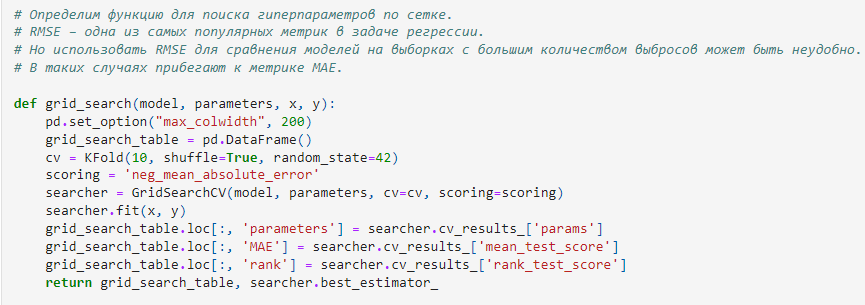 # Определим функцию для поиска гиперпараметров по сетке.
# RMSE – одна из самых популярных метрик в задаче регрессии.
# Но использовать RMSE для сравнения моделей на выборках с большим количеством выбросов может быть неудобно.
# В таких случаях прибегают к метрике MAE.

def grid_search(model, parameters, x, y):
    pd.set_option("max_colwidth", 200)
    grid_search_table = pd.DataFrame()
    cv = KFold(10, shuffle=True, random_state=42)
    scoring = 'neg_mean_absolute_error'
    searcher = GridSearchCV(model, parameters, cv=cv, scoring=scoring)
    searcher.fit(x, y)
    grid_search_table.loc[:, 'parameters'] = searcher.cv_results_['params']
    grid_search_table.loc[:, 'MAE'] = searcher.cv_results_['mean_test_score']
    grid_search_table.loc[:, 'rank'] = searcher.cv_results_['rank_test_score']
    return grid_search_table, searcher.best_estimator_